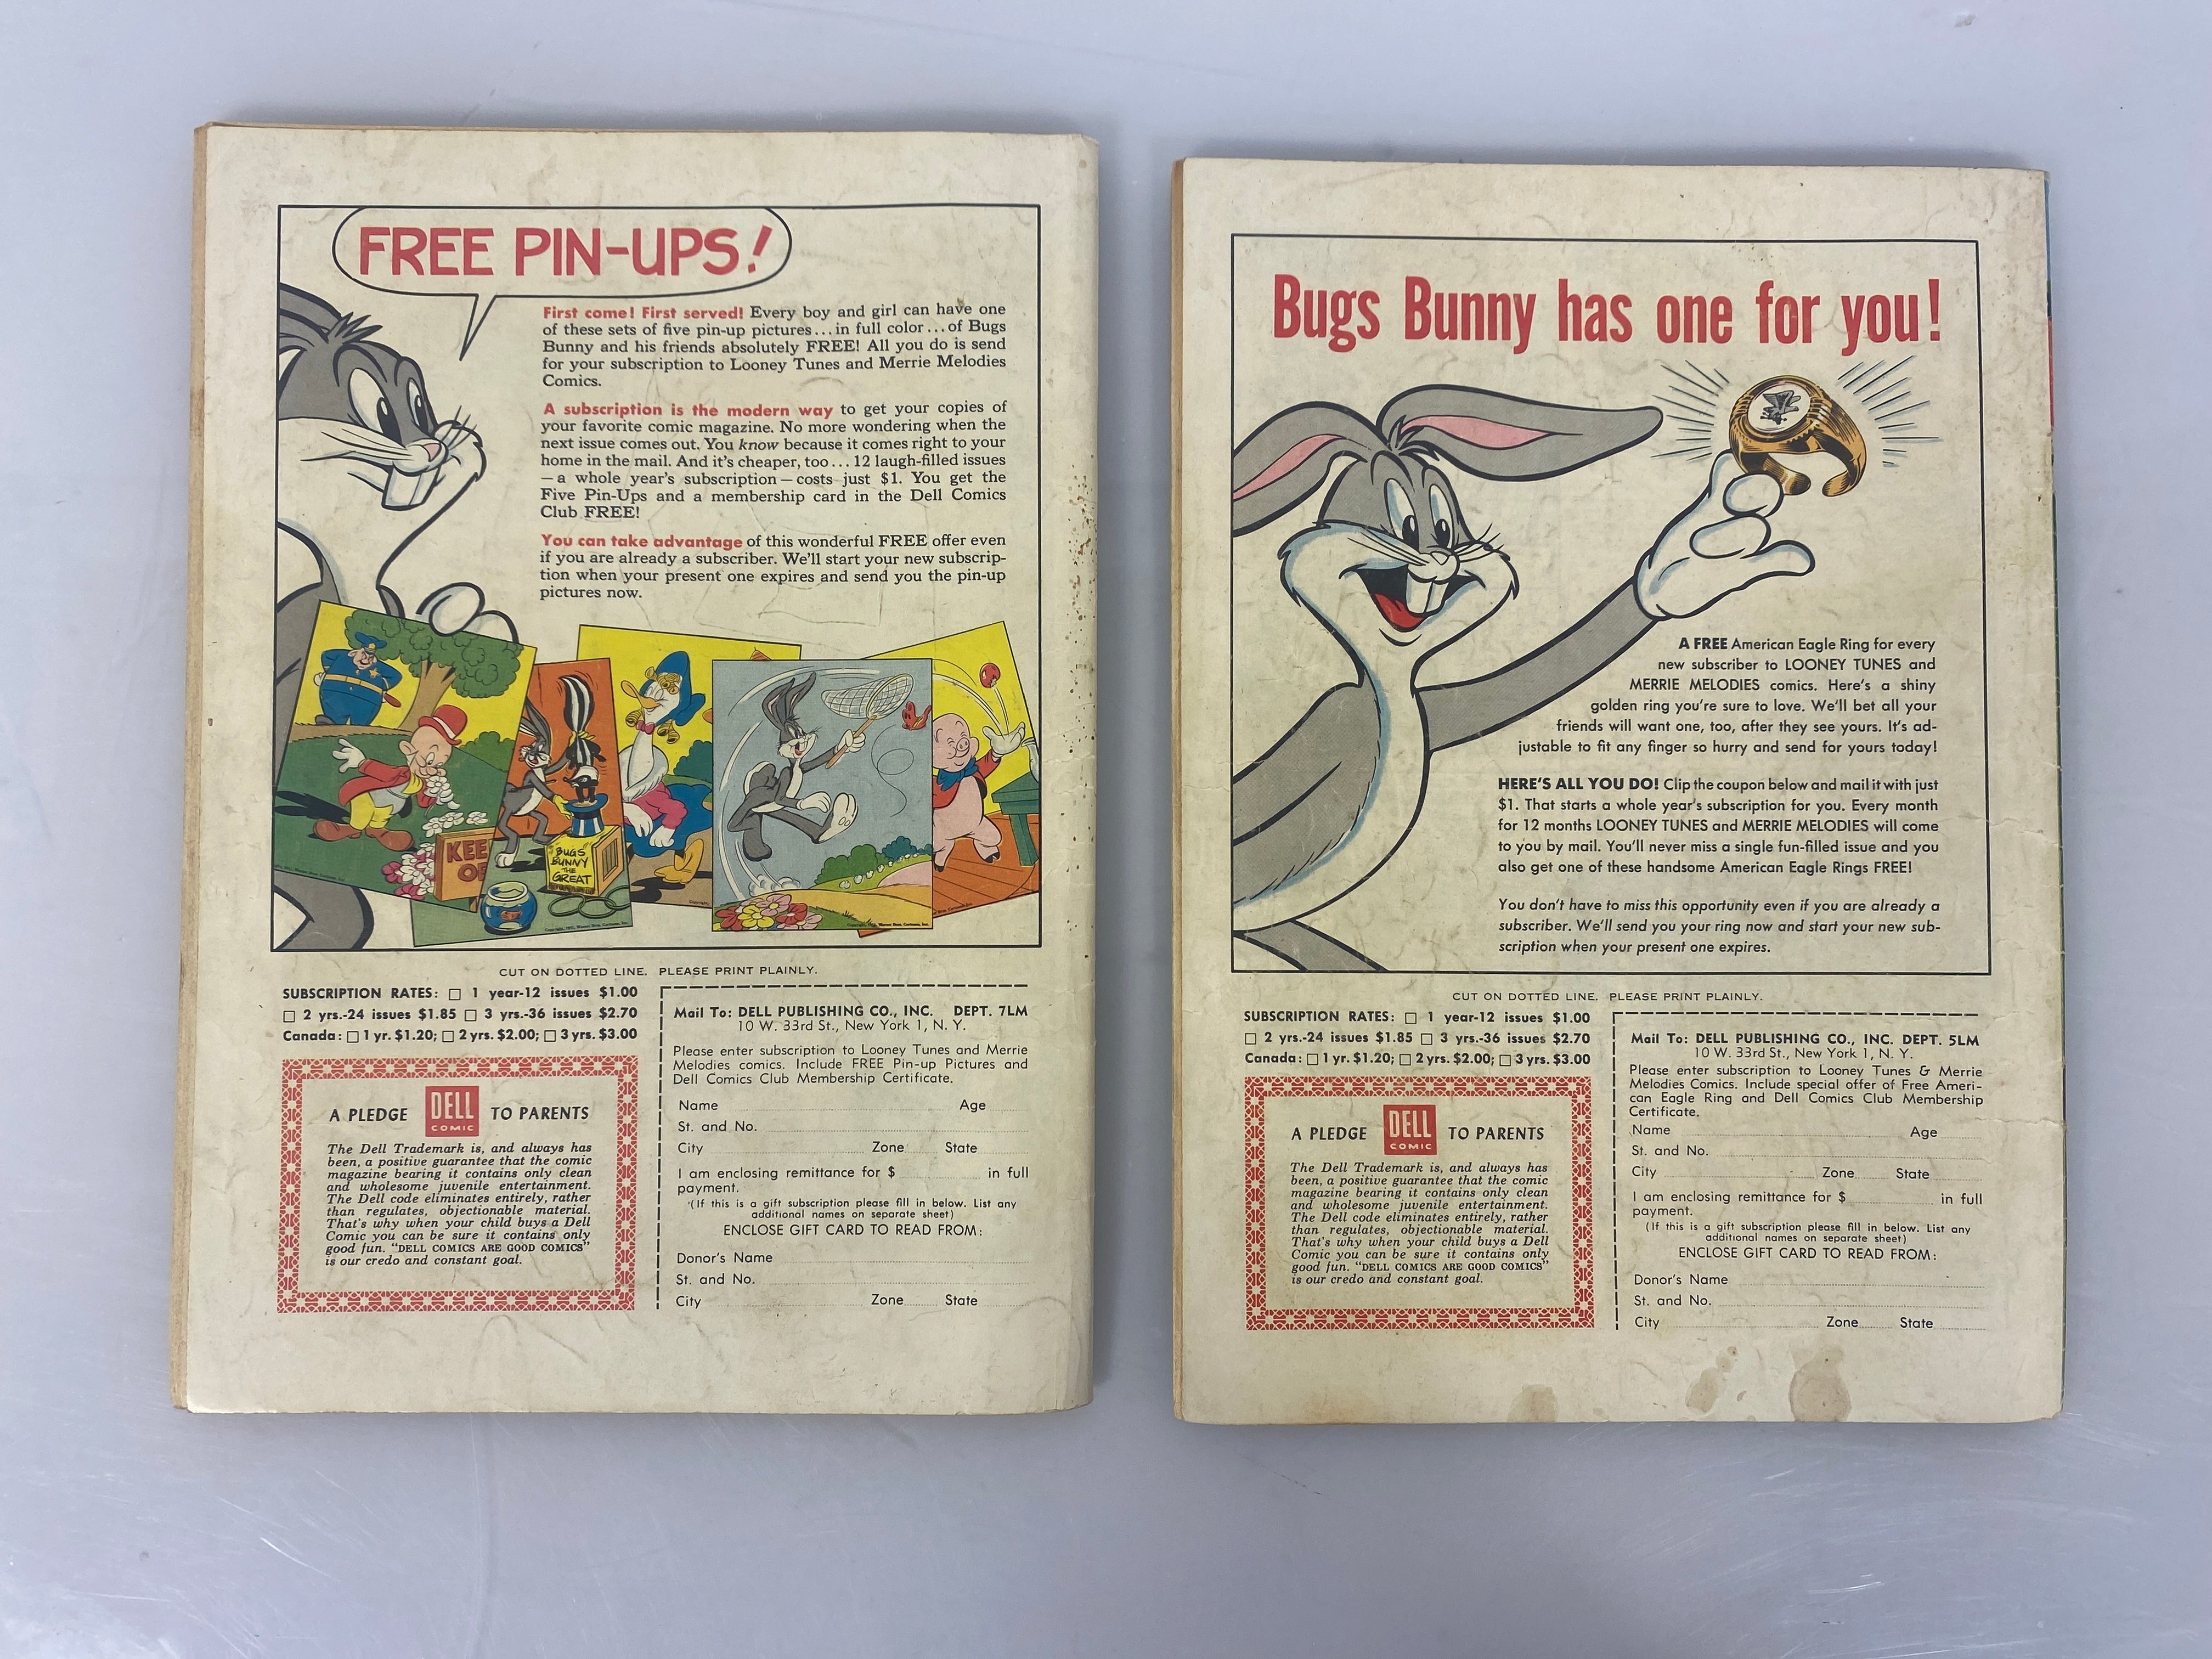 FREE PIN-UPS!
First come! First served! Every boy and girl can have one
of these sets of five pin-up pictures...in full color...of Bugs
Bunny and his friends absolutely FREE! All you do is send
for your subscription to Looney Tunes and Merrie Melodies
Comics.
A subscription is the modern way to get your copies of
your favorite comic magazine. No more wondering when the
next issue comes out. You know because it comes right to your
home in the mail. And it's cheaper, too...12 laugh-filled issues
—a whole year's subscription—costs just $1. You get the
Five Pin-Ups and a membership card in the Dell Comics
Club FREE!
You can take advantage of this wonderful FREE offer even
if you are already a subscriber. We'll start your new subscrip-
tion when your present one expires and send you the pin-up
pictures now.
KEE
O
BUGS
BUNNY
THE
GREAT
CUT ON DOTTED LINE. PLEASE PRINT PLAINLY.
SUBSCRIPTION RATES: □ 1 year-12 issues $1.00
□ 2 yrs.-24 issues $1.85 □ 3 yrs.-36 issues $2.70
Canada: □ 1 yr. $1.20; □ 2 yrs. $2.00; □ 3 yrs. $3.00
A PLEDGE DELL COMIC TO PARENTS
The Dell Trademark is, and always has
been, a positive guarantee that the comic
magazine bearing it contains only clean
and wholesome juvenile entertainment.
The Dell code eliminates entirely, rather
than regulates, objectionable material.
That's why when your child buys a Dell
Comic you can be sure it contains only
good fun. "DELL COMICS ARE GOOD COMICS"
is our credo and constant goal.
Mail To: DELL PUBLISHING CO., INC. DEPT. 7LM
10 W. 33rd St., New York 1, N. Y.
Please enter subscription to Looney Tunes and Merrie
Melodies comics. Include FREE Pin-up Pictures and
Dell Comics Club Membership Certificate.
Name Age
St. and No.
City Zone State
I am enclosing remittance for $ in full
payment.
(If this is a gift subscription please fill in below. List any
additional names on separate sheet)
ENCLOSE GIFT CARD TO READ FROM:
Donor's Name
St. and No.
City Zone State
Bugs Bunny has one for you!
A FREE American Eagle Ring for every
new subscriber to LOONEY TUNES and
MERRIE MELODIES comics. Here's a shiny
golden ring you're sure to love. We'll bet all your
friends will want one, too, after they see yours. It's ad-
justable to fit any finger so hurry and send for yours today!
HERE'S ALL YOU DO! Clip the coupon below and mail it with just
$1. That starts a whole year's subscription for you. Every month
for 12 months LOONEY TUNES and MERRIE MELODIES will come
to you by mail. You'll never miss a single fun-filled issue and you
also get one of these handsome American Eagle Rings FREE!
You don't have to miss this opportunity even if you are already a
subscriber. We'll send you your ring now and start your new sub-
scription when your present one expires.
CUT ON DOTTED LINE. PLEASE PRINT PLAINLY.
SUBSCRIPTION RATES: □ 1 year-12 issues $1.00
□ 2 yrs.-24 issues $1.85 □ 3 yrs.-36 issues $2.70
Canada: □ 1 yr. $1.20; □ 2 yrs. $2.00; □ 3 yrs. $3.00
A PLEDGE DELL COMIC TO PARENTS
The Dell Trademark is, and always has
been, a positive guarantee that the comic
magazine bearing it contains only clean
and wholesome juvenile entertainment.
The Dell code eliminates entirely, rather
than regulates, objectionable material.
That's why when your child buys a Dell
Comic you can be sure it contains only
good fun. "DELL COMICS ARE GOOD COMICS"
is our credo and constant goal.
Mail To: DELL PUBLISHING CO., INC. DEPT. 5LM
10 W. 33rd St., New York 1, N. Y.
Please enter subscription to Looney Tunes & Merrie
Melodies Comics. Include special offer of Free Ameri-
can Eagle Ring and Dell Comics Club Membership
Certificate.
Name Age
St. and No.
City Zone State
I am enclosing remittance for $ in full
payment.
(If this is a gift subscription please fill in below. List any
additional names on separate sheet)
ENCLOSE GIFT CARD TO READ FROM:
Donor's Name
St. and No.
City Zone State